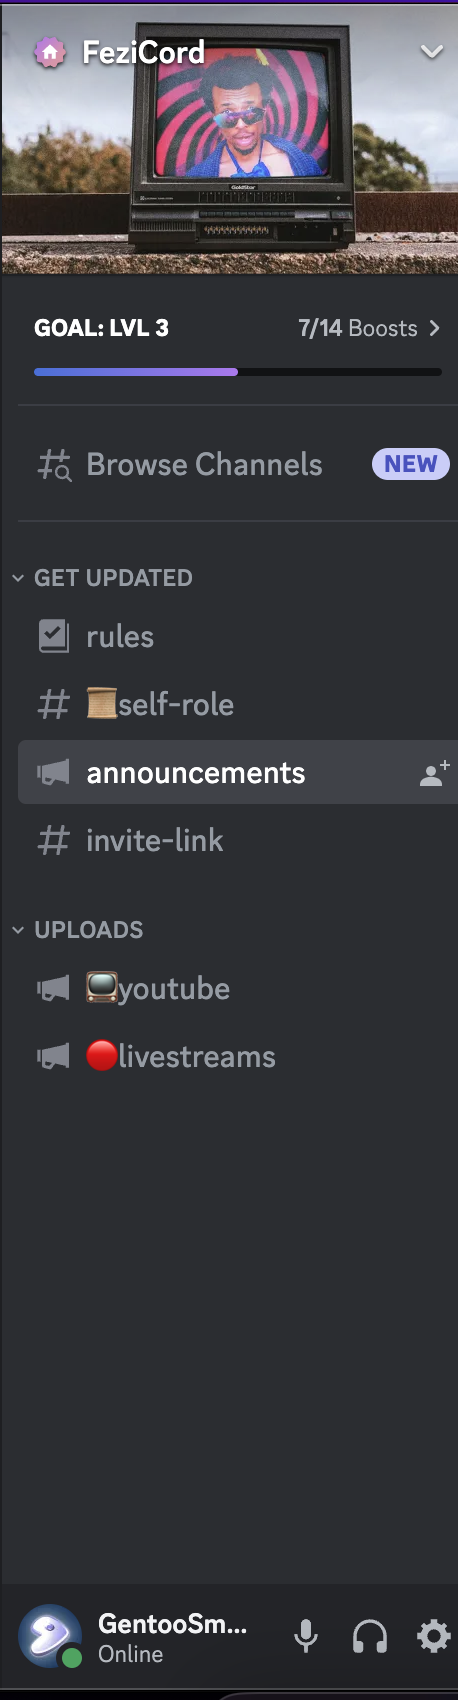 FeziCord
GoldStar
GOAL: LVL 3
7/14 Boosts
Browse Channels
NEW
GET UPDATED
rules
self-role
announcements
invite-link
UPLOADS
youtube
livestreams
GentooSm...
Online